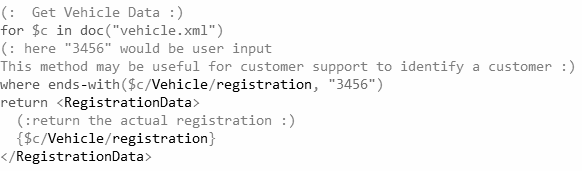 (:  Get Vehicle Data :)
for $c in doc("vehicle.xml")
(: here "3456" would be user input
This method may be useful for customer support to identify a customer :)
where ends-with($c/Vehicle/registration, "3456")
return <RegistrationData>
  (:return the actual registration :)
  {$c/Vehicle/registration}
</RegistrationData>